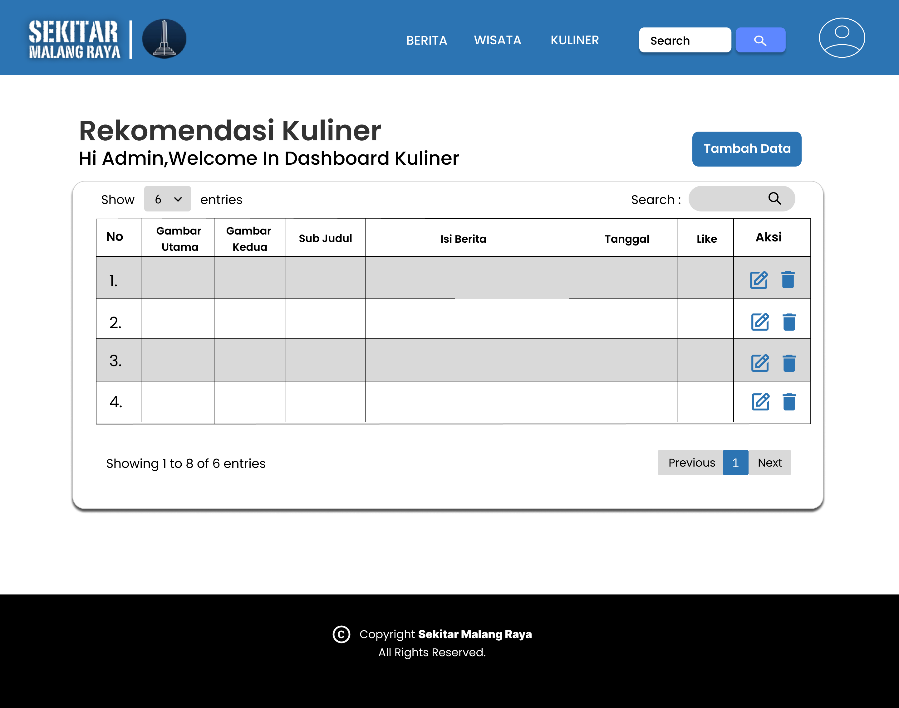 SEKITAR
MALANG RAYA
BERITA WISATA KULINER Search
Rekomendasi Kuliner
Hi Admin,Welcome In Dashboard Kuliner
Tambah Data
Show 6 entries Search :
No Gambar Utama Gambar Kedua Sub Judul Isi Berita Tanggal Like Aksi
1.
2.
3.
4.
Showing 1 to 8 of 6 entries Previous 1 Next
© Copyright Sekitar Malang Raya
All Rights Reserved.